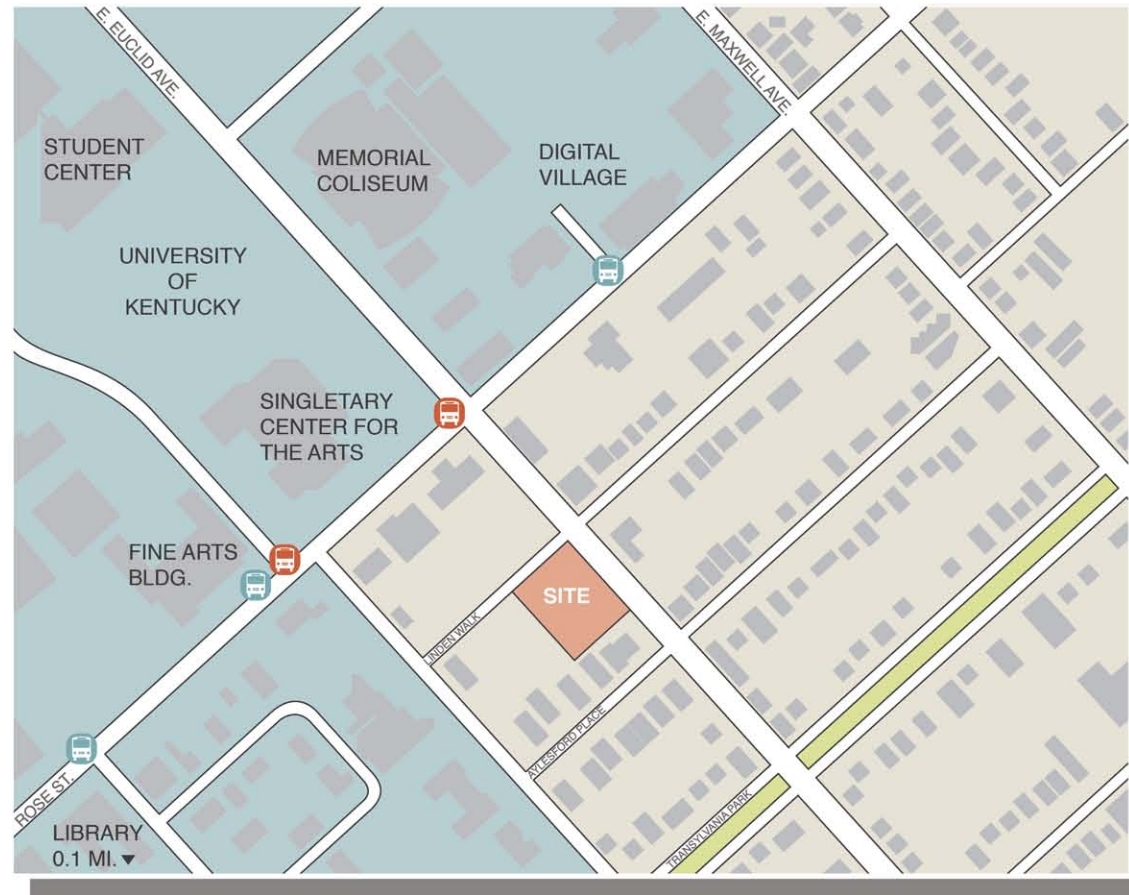 E. EUCLID AVE.
E. MAXWELL AVE.
STUDENT
CENTER
MEMORIAL
COLISEUM
DIGITAL
VILLAGE
UNIVERSITY
OF
KENTUCKY
SINGLETARY
CENTER FOR
THE ARTS
FINE ARTS
BLDG.
SITE
LINDEN WALK
AYLESFORD PLACE
TRANSYLVANIA PARK
ROSE ST.
LIBRARY
0.1 MI. ▼